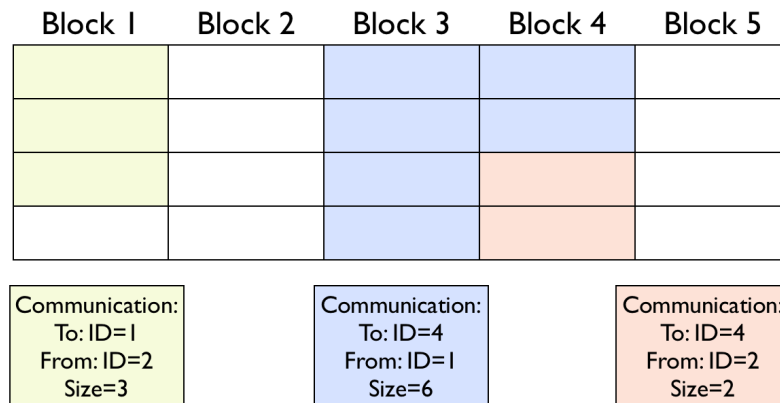 Block 1 Block 2 Block 3 Block 4 Block 5
Communication:
To: ID=1
From: ID=2
Size=3
Communication:
To: ID=4
From: ID=1
Size=6
Communication:
To: ID=4
From: ID=2
Size=2